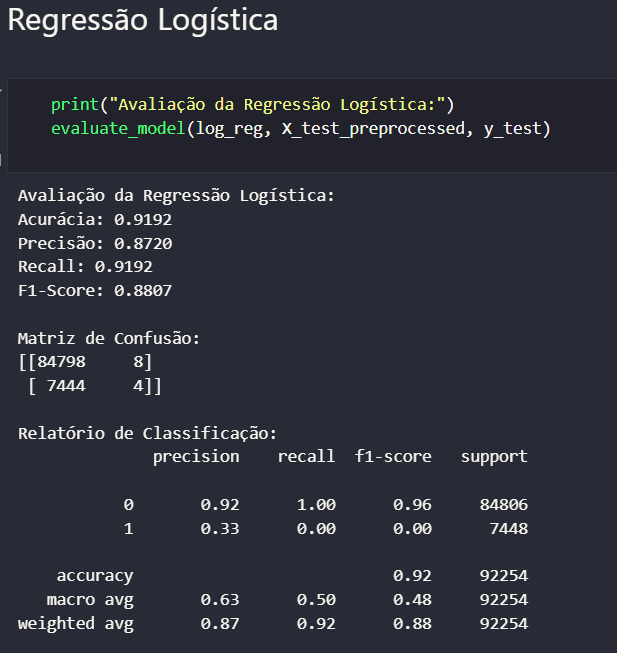 Regressão Logística
print("Avaliação da Regressão Logística:")
evaluate_model(log_reg, X_test_preprocessed, y_test)
Avaliação da Regressão Logística:
Acurácia: 0.9192
Precisão: 0.8720
Recall: 0.9192
F1-Score: 0.8807
Matriz de Confusão:
[[84798     8]
 [ 7444     4]]
Relatório de Classificação:
              precision    recall  f1-score   support
           0       0.92      1.00      0.96     84806
           1       0.33      0.00      0.00      7448
    accuracy                           0.92     92254
   macro avg       0.63      0.50      0.48     92254
weighted avg       0.87      0.92      0.88     92254